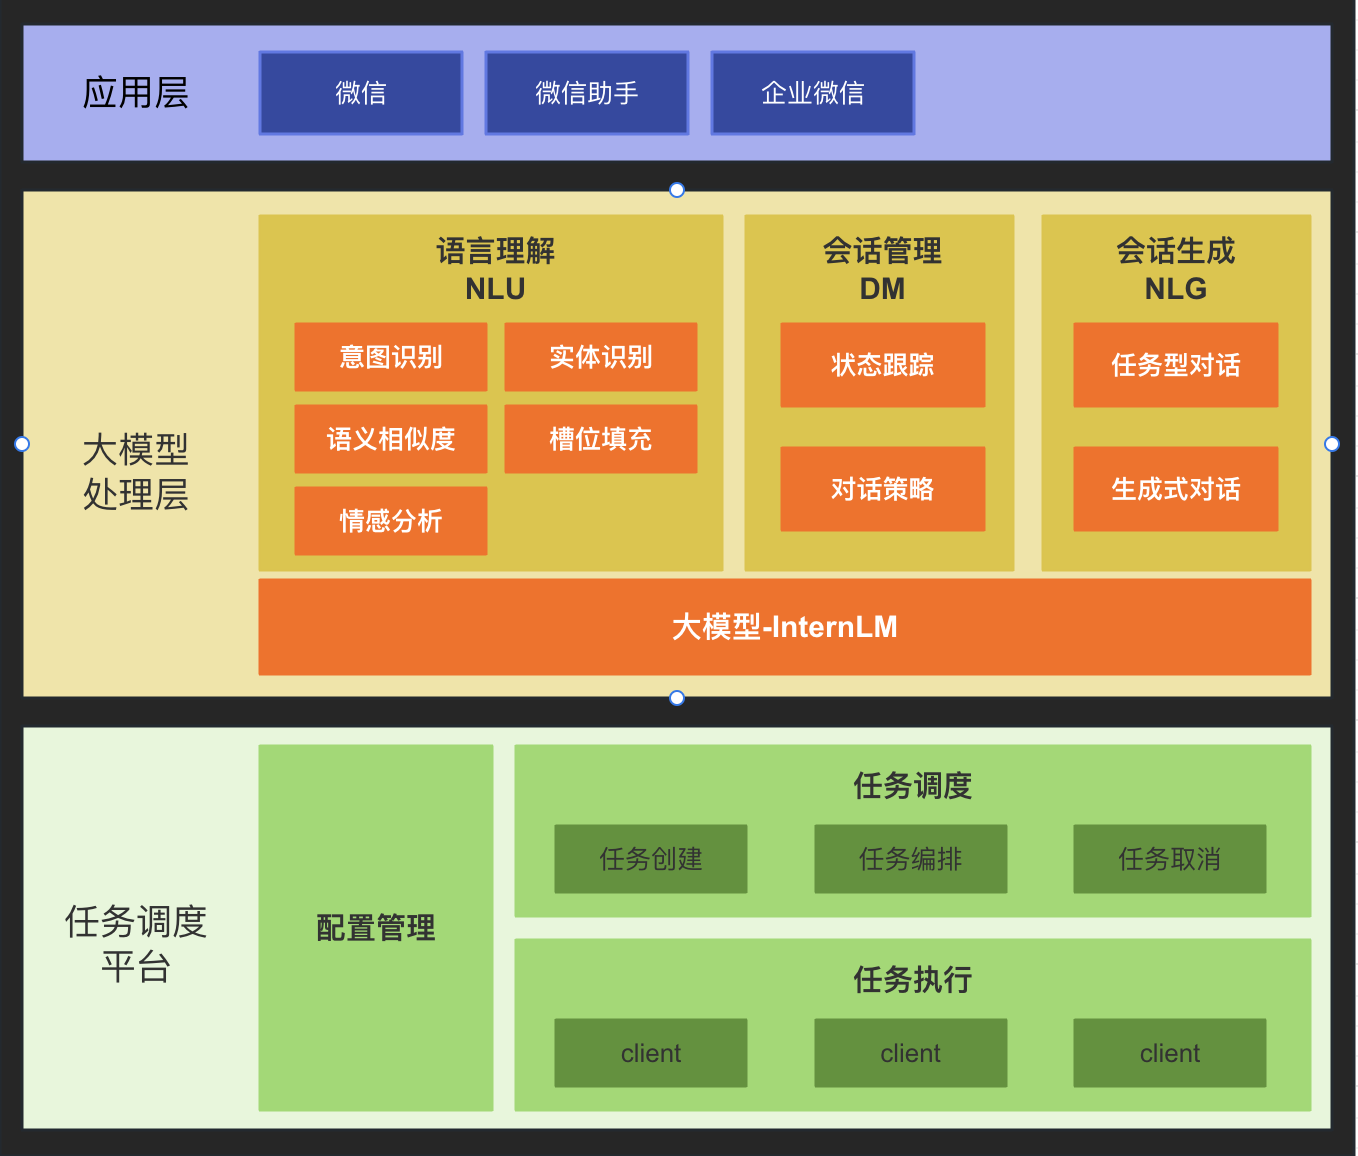 应用层
微信
微信助手
企业微信
大模型
处理层
语言理解
NLU
意图识别
实体识别
语义相似度
槽位填充
情感分析
会话管理
DM
状态跟踪
对话策略
会话生成
NLG
任务型对话
生成式对话
大模型-InternLM
任务调度
平台
配置管理
任务调度
任务创建
任务编排
任务取消
任务执行
client
client
client